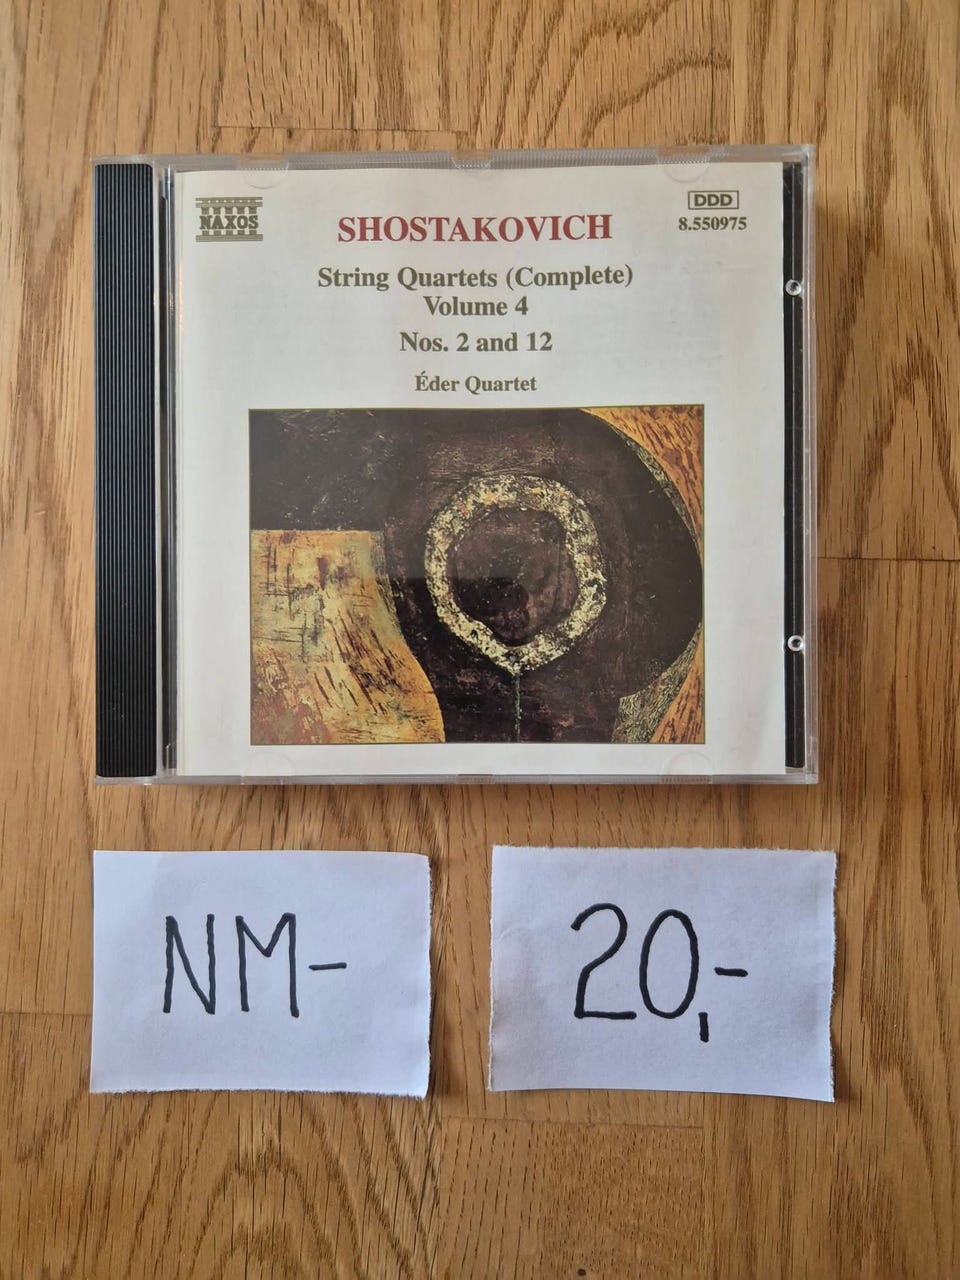 NAXOS
DDD
8.550975
SHOSTAKOVICH
String Quartets (Complete)
Volume 4
Nos. 2 and 12
Éder Quartet
NM-
20,-